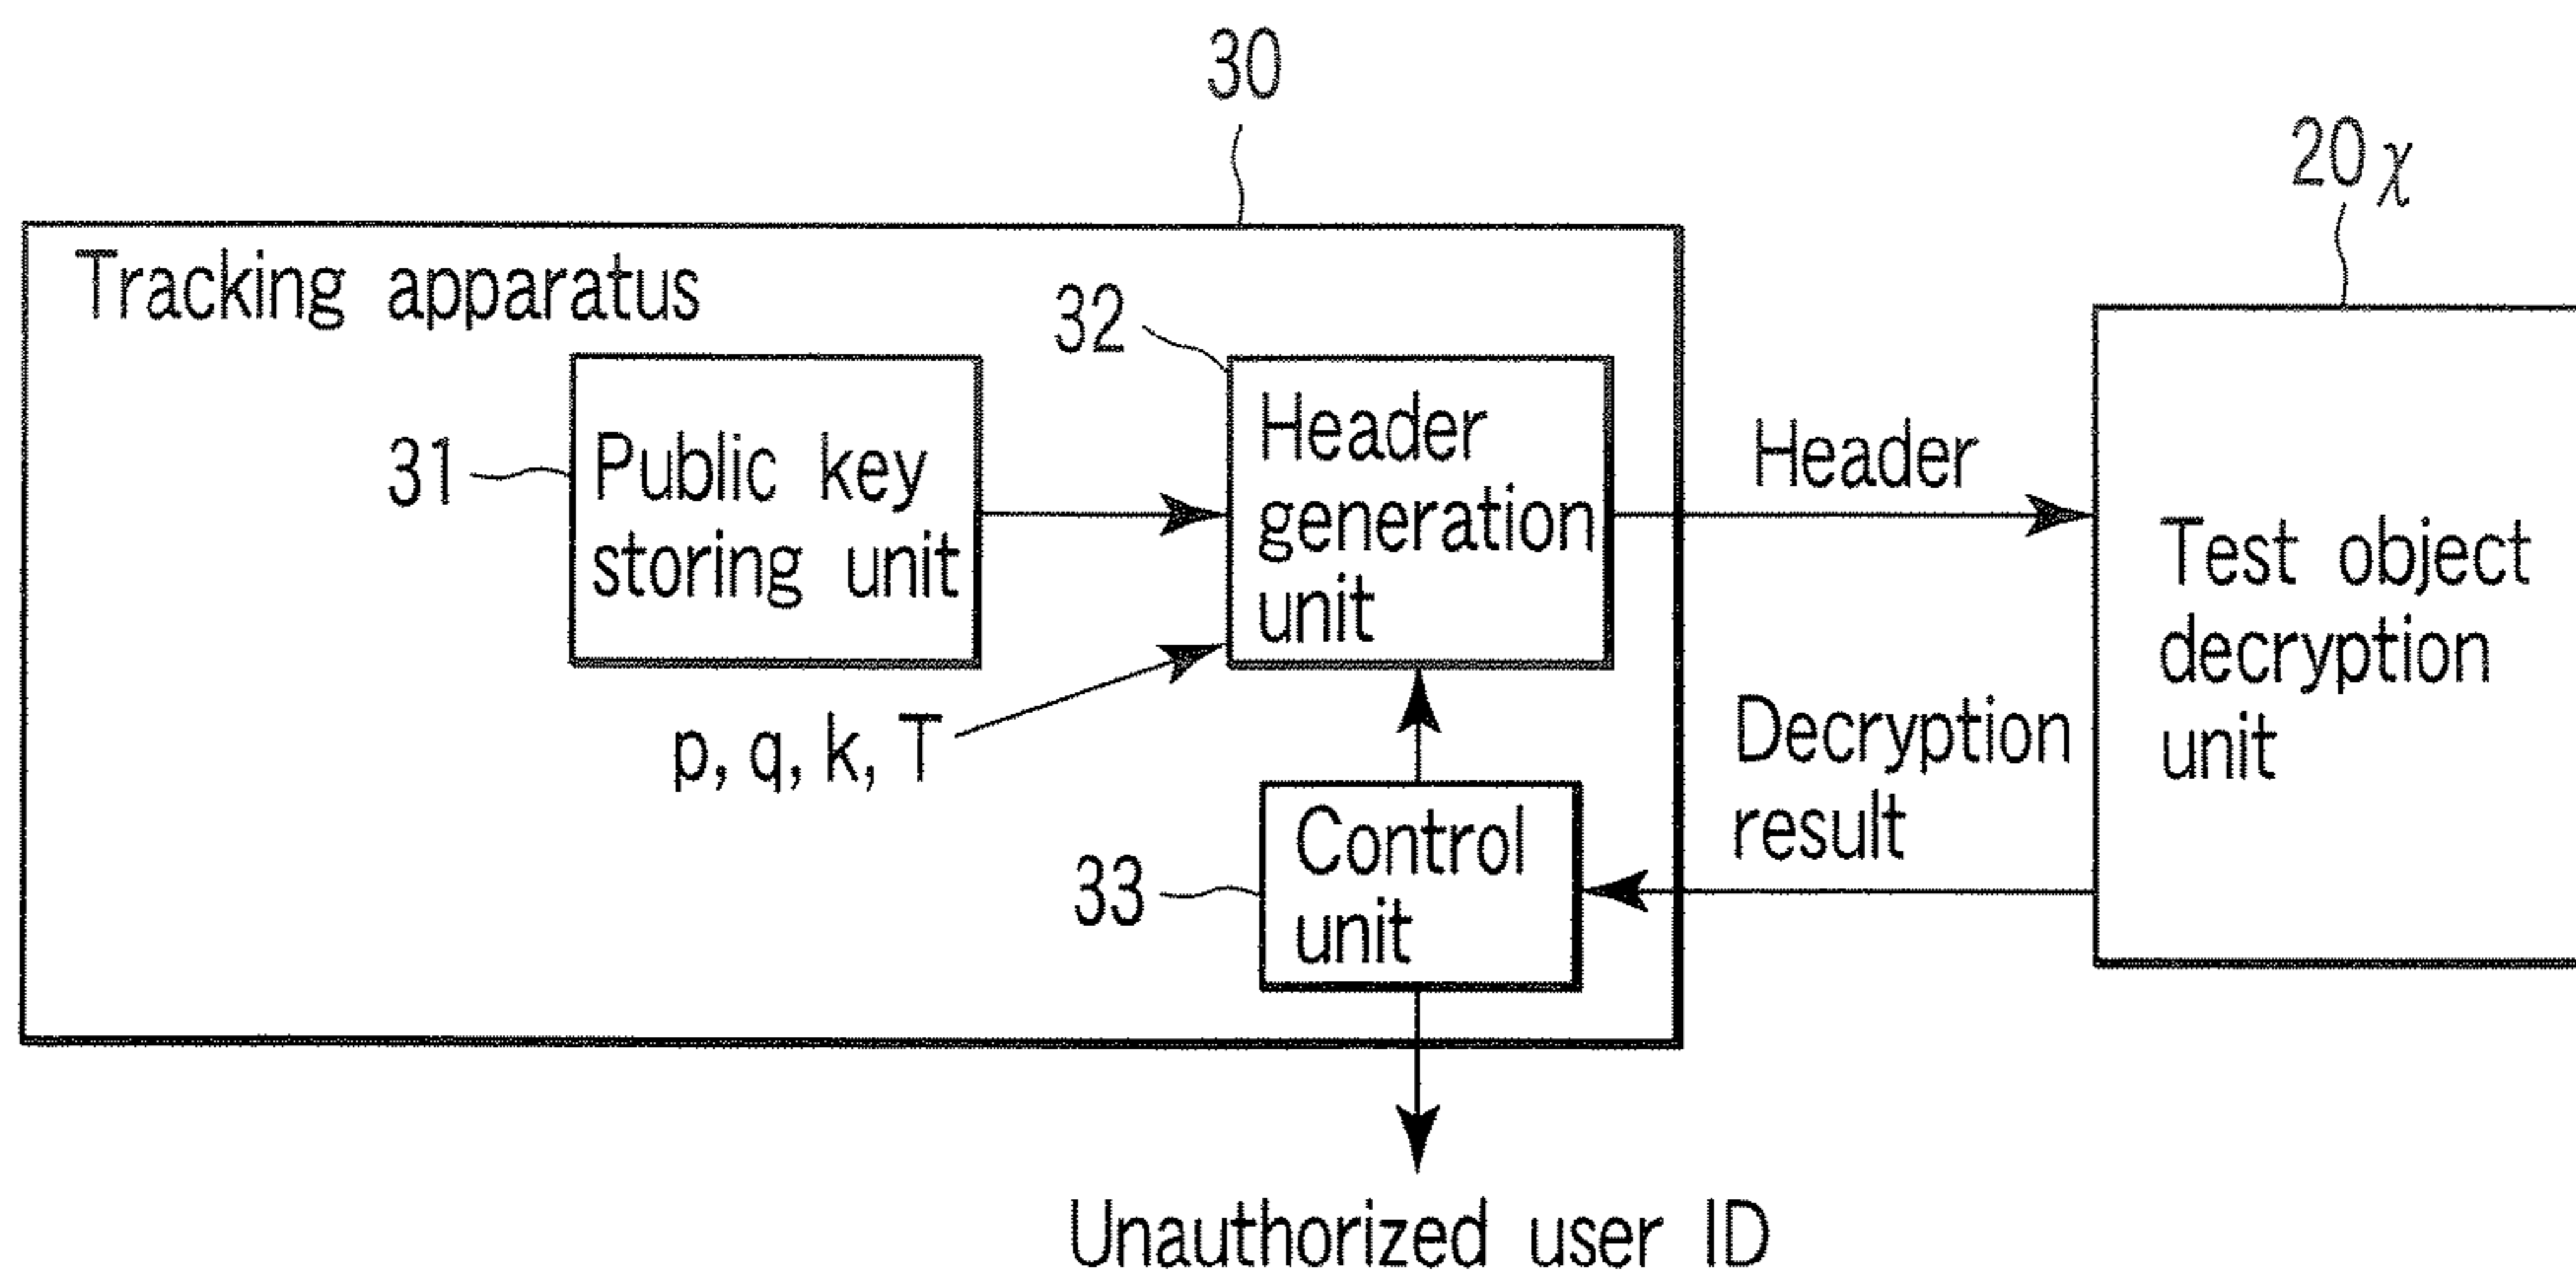 30
20χ
Tracking apparatus
32
31
Public key
storing unit
Header
generation
unit
Header
Test object
decryption
unit
p, q, k, T
Decryption
result
33
Control
unit
Unauthorized user ID